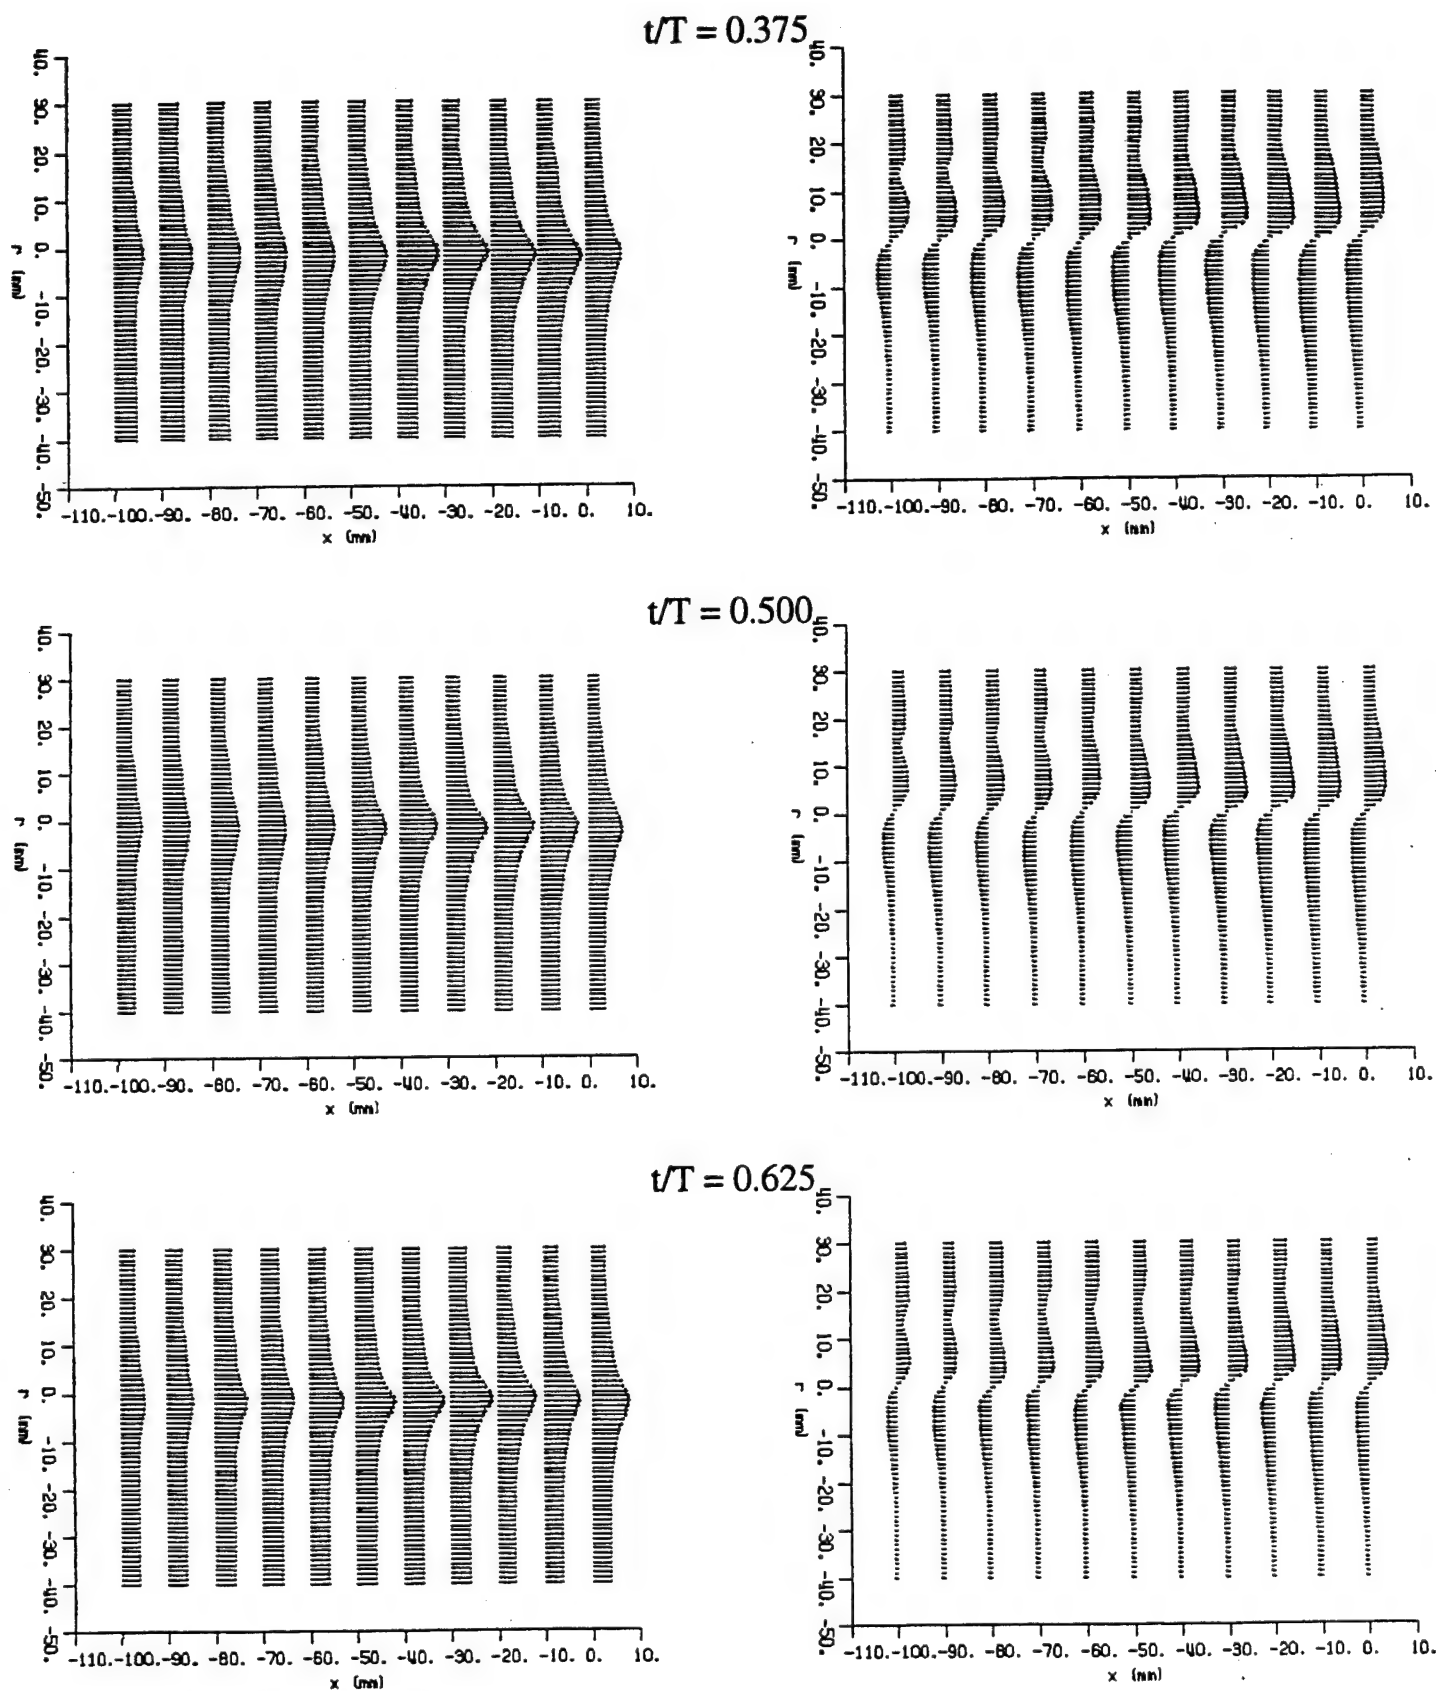 t/T = 0.375
40. 30. 20. 10. 0. -10. -20. -30. -40. -50.
r (mm)
-110. -100. -90. -80. -70. -60. -50. -40. -30. -20. -10. 0. 10.
x (mm)
40. 30. 20. 10. 0. -10. -20. -30. -40. -50.
r (mm)
-110. -100. -90. -80. -70. -60. -50. -40. -30. -20. -10. 0. 10.
x (mm)
t/T = 0.500
40. 30. 20. 10. 0. -10. -20. -30. -40. -50.
r (mm)
-110. -100. -90. -80. -70. -60. -50. -40. -30. -20. -10. 0. 10.
x (mm)
40. 30. 20. 10. 0. -10. -20. -30. -40. -50.
r (mm)
-110. -100. -90. -80. -70. -60. -50. -40. -30. -20. -10. 0. 10.
x (mm)
t/T = 0.625
40. 30. 20. 10. 0. -10. -20. -30. -40. -50.
r (mm)
-110. -100. -90. -80. -70. -60. -50. -40. -30. -20. -10. 0. 10.
x (mm)
40. 30. 20. 10. 0. -10. -20. -30. -40. -50.
r (mm)
-110. -100. -90. -80. -70. -60. -50. -40. -30. -20. -10. 0. 10.
x (mm)